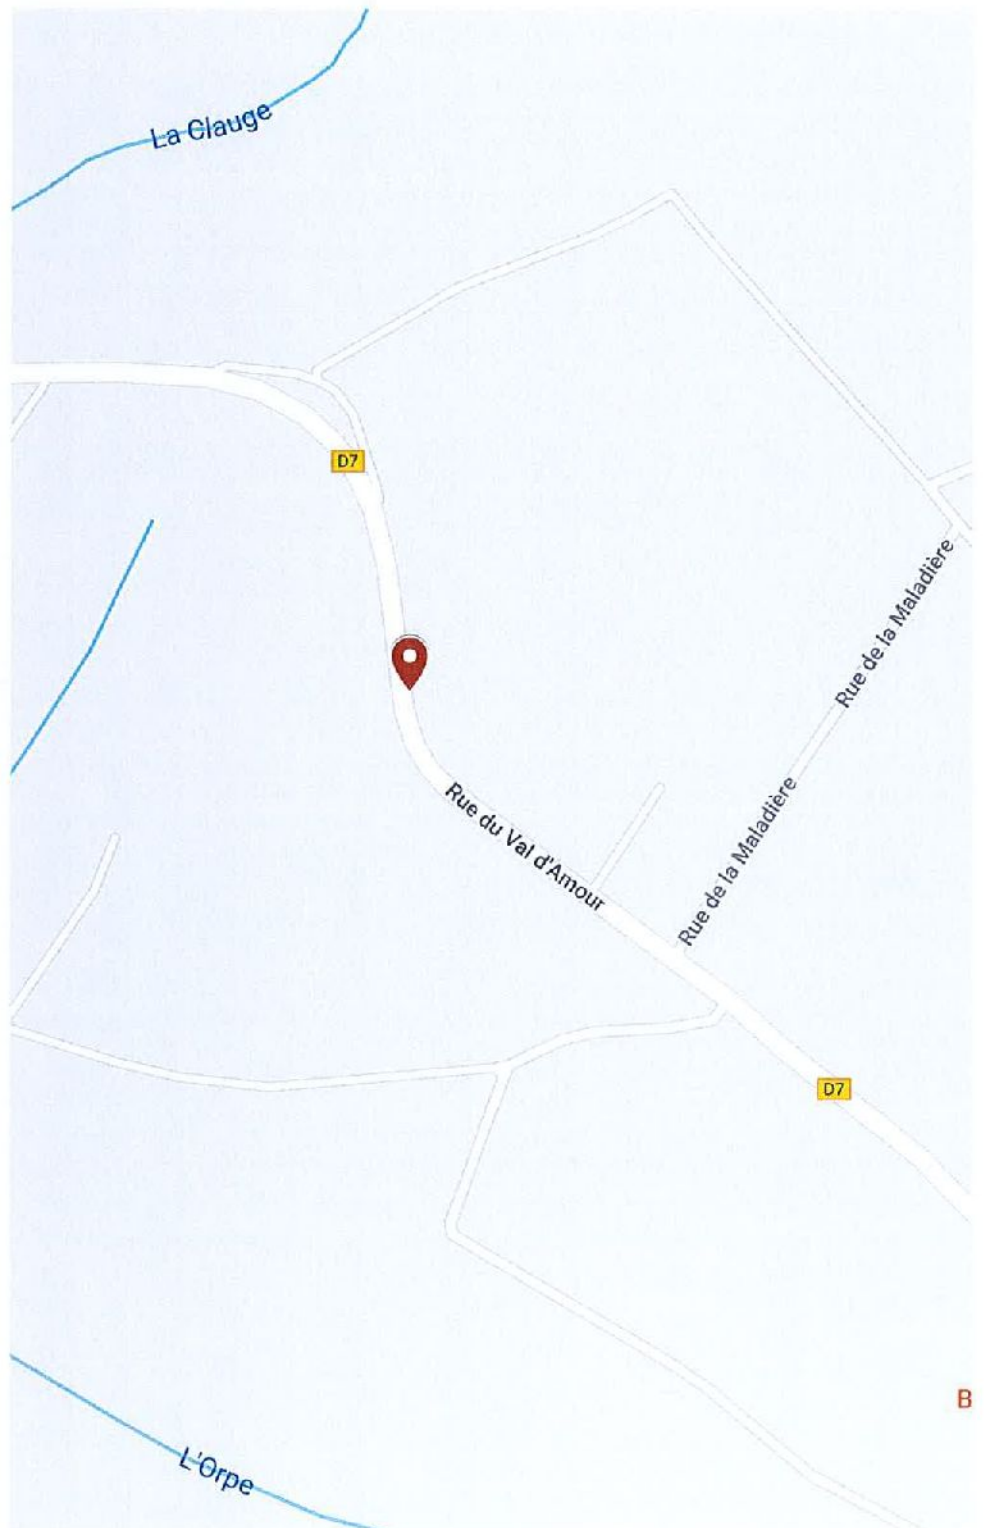 La Clauge
D7
Rue de la Maladière
Rue du Val d'Amour
Rue de la Maladière
D7
B
L'Orpe